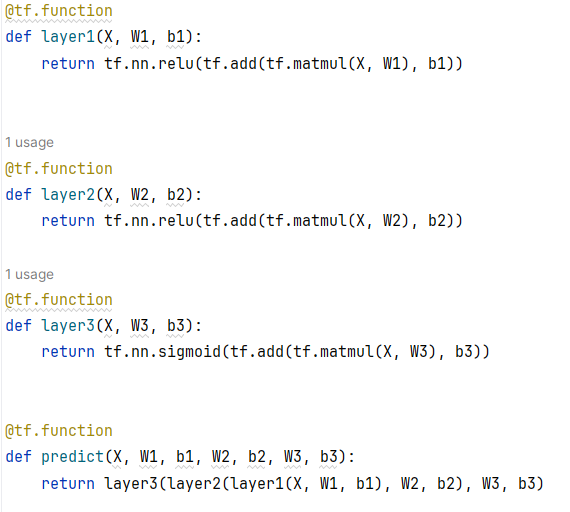 @tf.function
def layer1(X, W1, b1):
    return tf.nn.relu(tf.add(tf.matmul(X, W1), b1))
1 usage
@tf.function
def layer2(X, W2, b2):
    return tf.nn.relu(tf.add(tf.matmul(X, W2), b2))
1 usage
@tf.function
def layer3(X, W3, b3):
    return tf.nn.sigmoid(tf.add(tf.matmul(X, W3), b3))
@tf.function
def predict(X, W1, b1, W2, b2, W3, b3):
    return layer3(layer2(layer1(X, W1, b1), W2, b2), W3, b3)